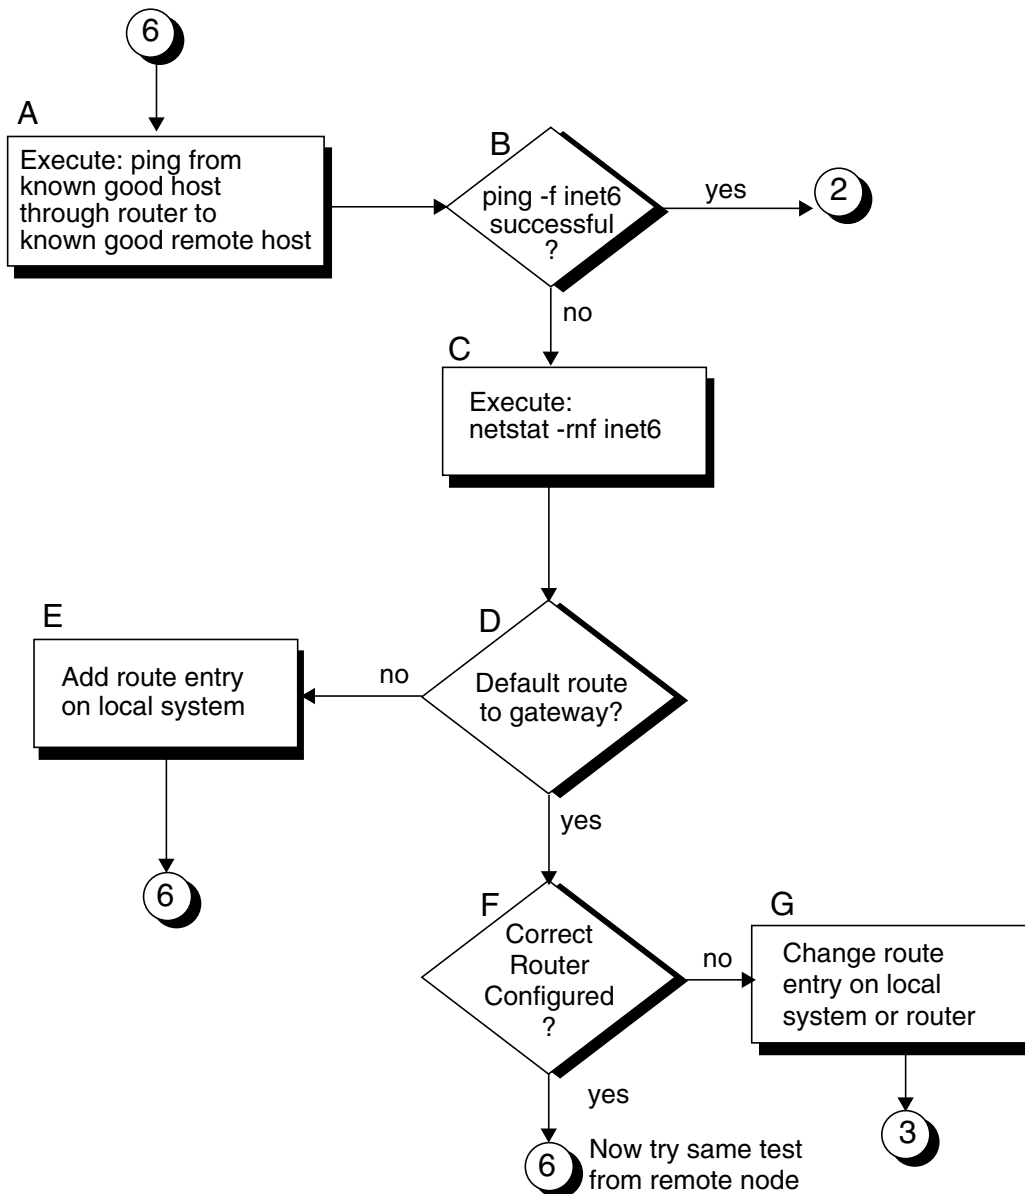 6
A
Execute: ping from
known good host
through router to
known good remote host
B
ping -f inet6
successful
?
yes
2
no
C
Execute:
netstat -rnf inet6
D
Default route
to gateway?
no
E
Add route entry
on local system
6
yes
F
Correct
Router
Configured
?
no
G
Change route
entry on local
system or router
3
yes
6
Now try same test
from remote node